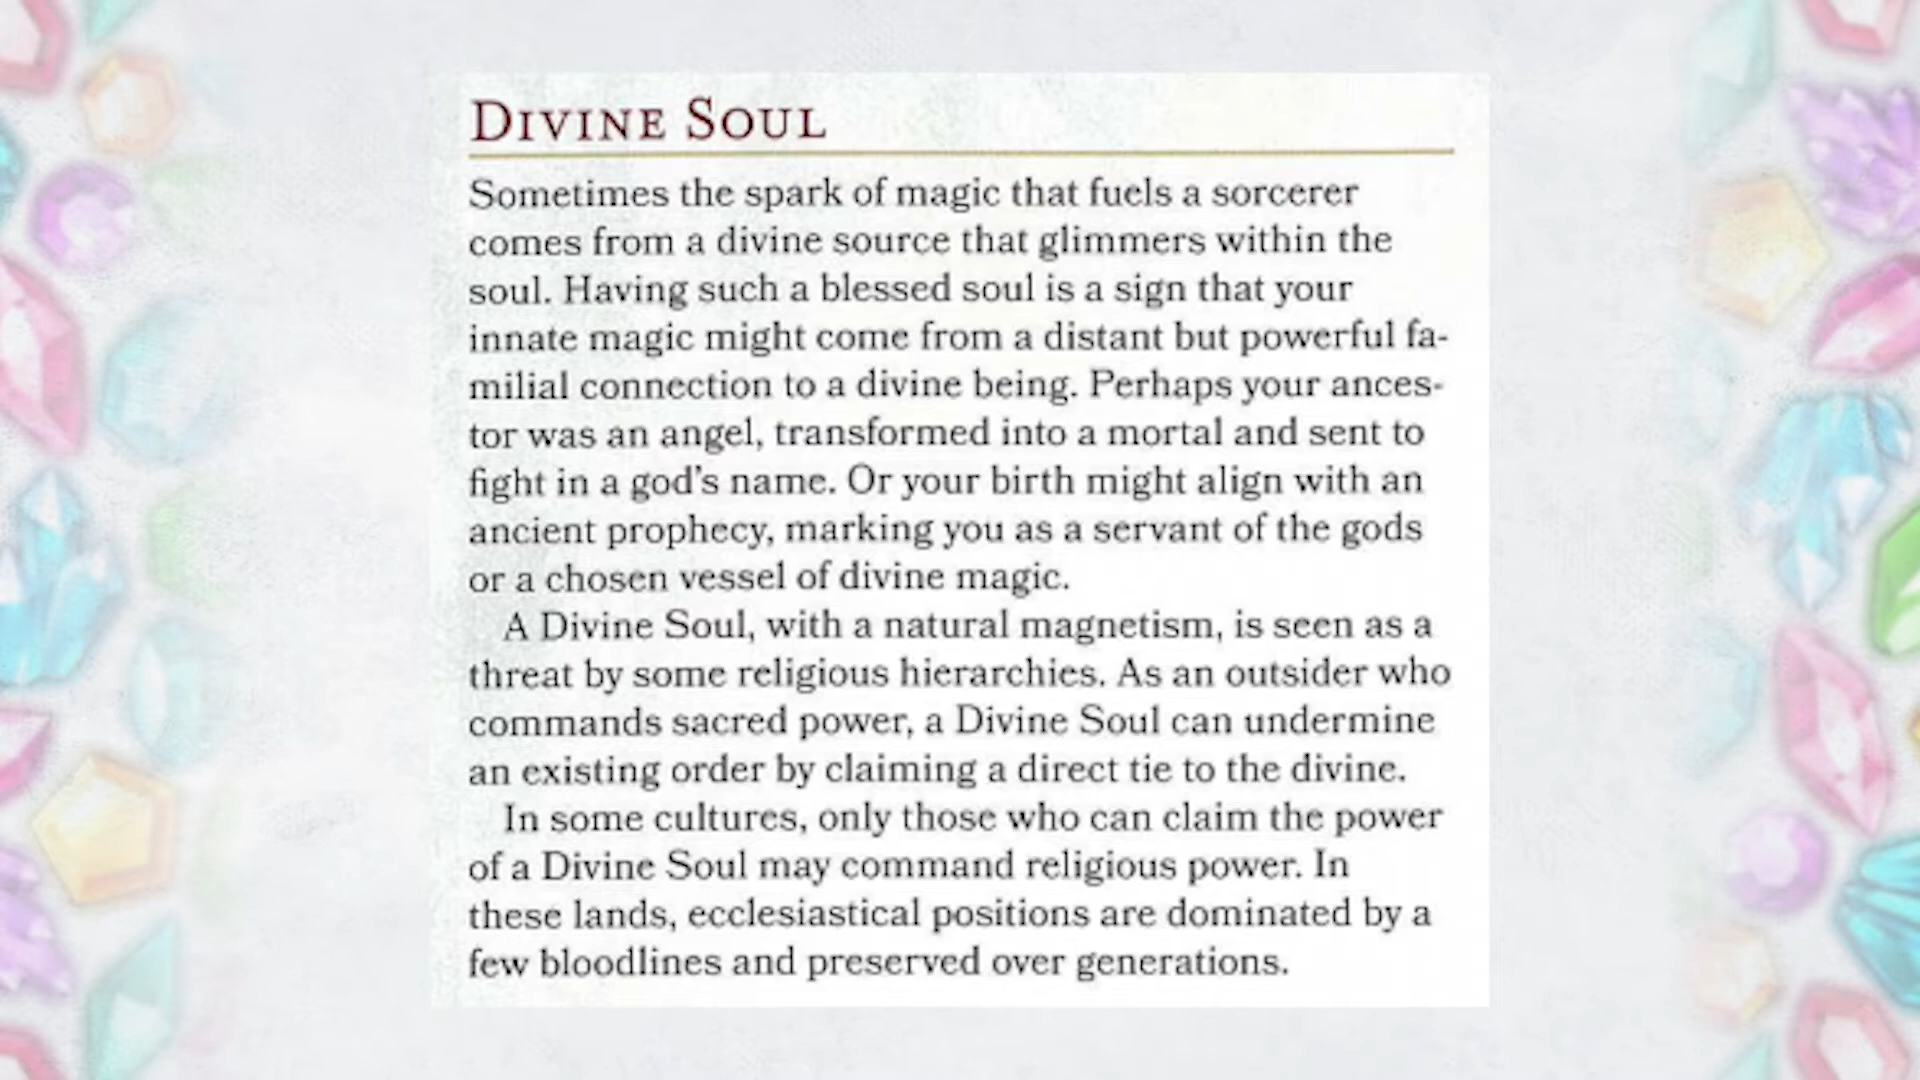 DIVINE SOUL
Sometimes the spark of magic that fuels a sorcerer
comes from a divine source that glimmers within the
soul. Having such a blessed soul is a sign that your
innate magic might come from a distant but powerful fa-
milial connection to a divine being. Perhaps your ances-
tor was an angel, transformed into a mortal and sent to
fight in a god's name. Or your birth might align with an
ancient prophecy, marking you as a servant of the gods
or a chosen vessel of divine magic.
A Divine Soul, with a natural magnetism, is seen as a
threat by some religious hierarchies. As an outsider who
commands sacred power, a Divine Soul can undermine
an existing order by claiming a direct tie to the divine.
In some cultures, only those who can claim the power
of a Divine Soul may command religious power. In
these lands, ecclesiastical positions are dominated by a
few bloodlines and preserved over generations.